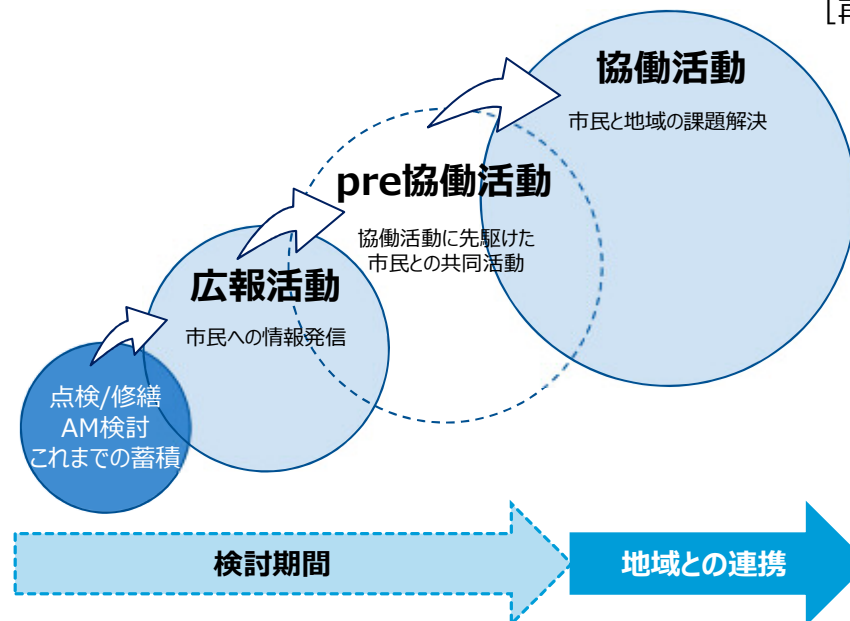 協働活動
市民と地域の課題解決
pre協働活動
協働活動に先駆けた
市民との共同活動
広報活動
市民への情報発信
点検/修繕
AM検討
これまでの蓄積
検討期間
地域との連携